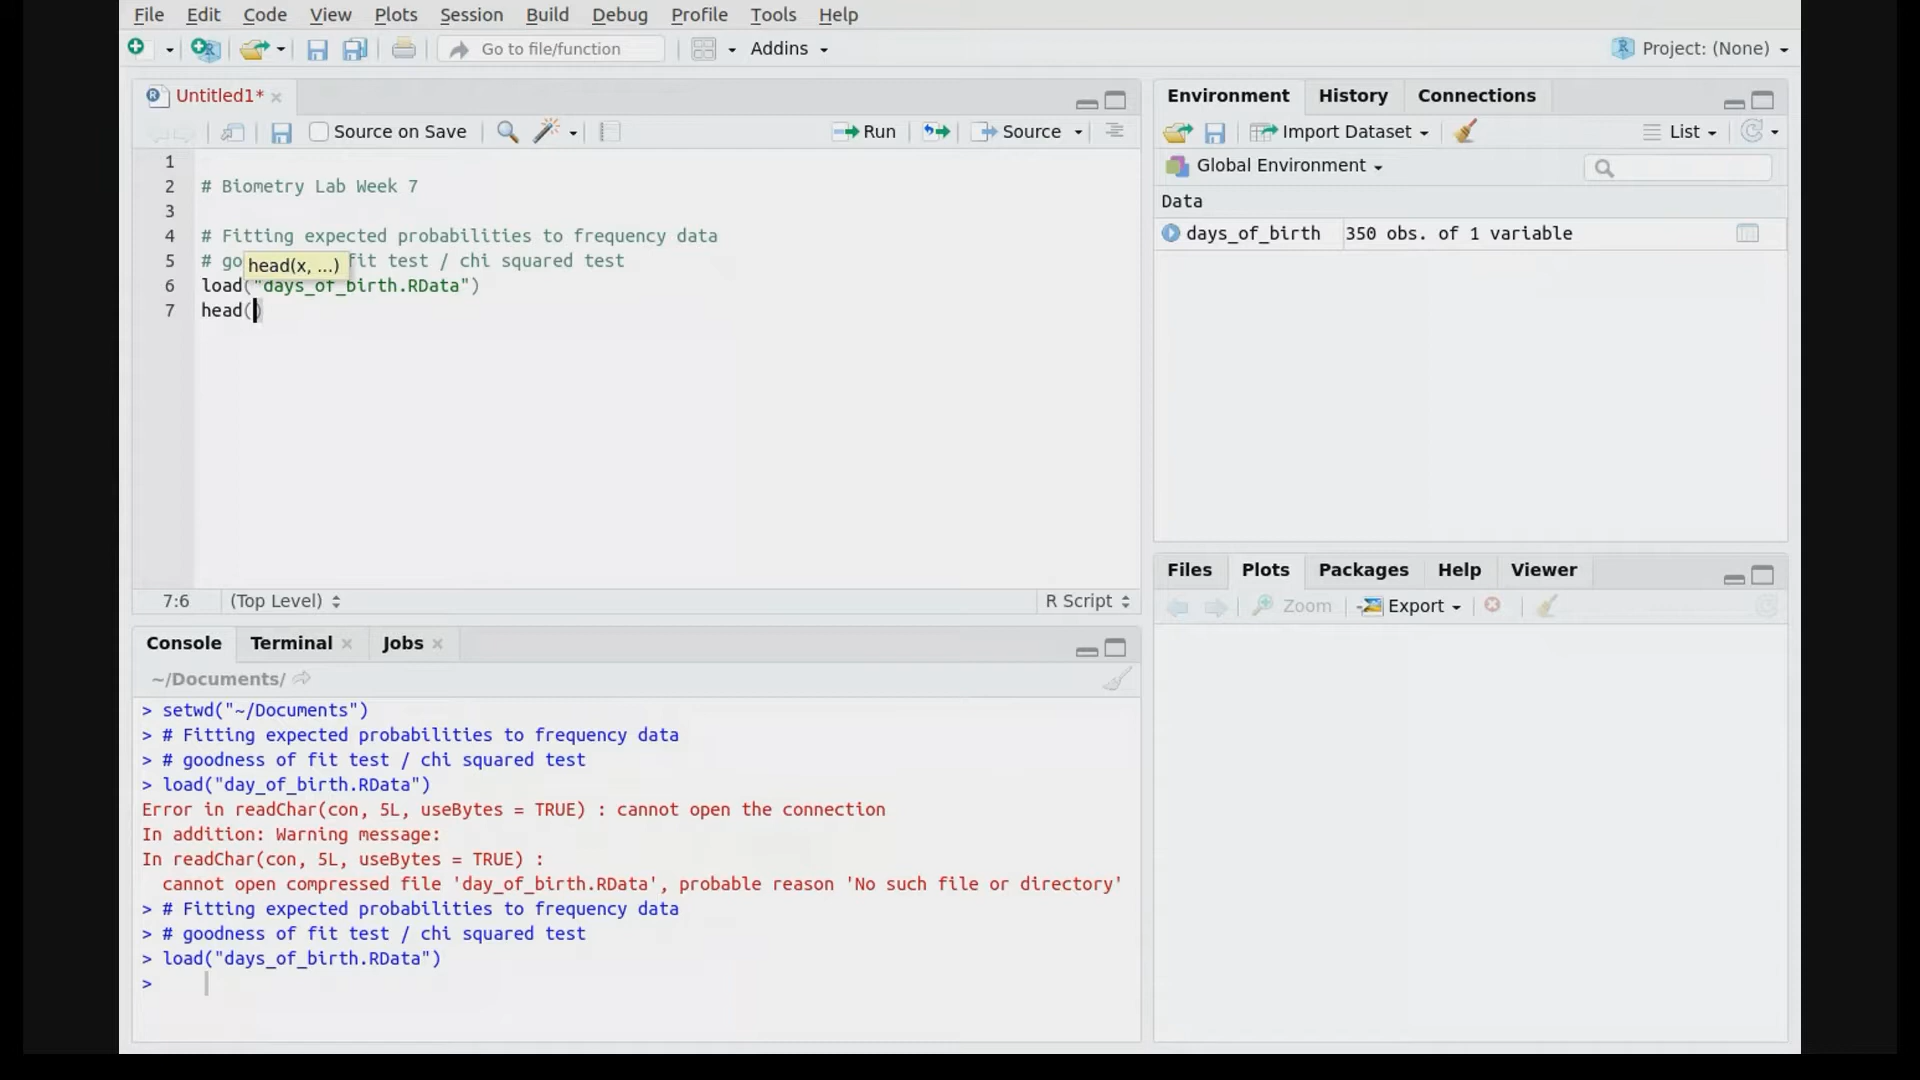 File Edit Code View Plots Session Build Debug Profile Tools Help
Go to file/function Addins Project: (None)
Untitled1*
Source on Save Run Source
1
2 # Biometry Lab Week 7
3
4 # Fitting expected probabilities to frequency data
5 # go fit test / chi squared test
head(x, ...)
6 load("days_of_birth.RData")
7 head()
7:6 (Top Level) R Script
Console Terminal Jobs
~/Documents/
> setwd("~/Documents")
> # Fitting expected probabilities to frequency data
> # goodness of fit test / chi squared test
> load("day_of_birth.RData")
Error in readChar(con, 5L, useBytes = TRUE) : cannot open the connection
In addition: Warning message:
In readChar(con, 5L, useBytes = TRUE) :
cannot open compressed file 'day_of_birth.RData', probable reason 'No such file or directory'
> # Fitting expected probabilities to frequency data
> # goodness of fit test / chi squared test
> load("days_of_birth.RData")
>
Environment History Connections
Import Dataset List
Global Environment
Data
days_of_birth 350 obs. of 1 variable
Files Plots Packages Help Viewer
Zoom Export